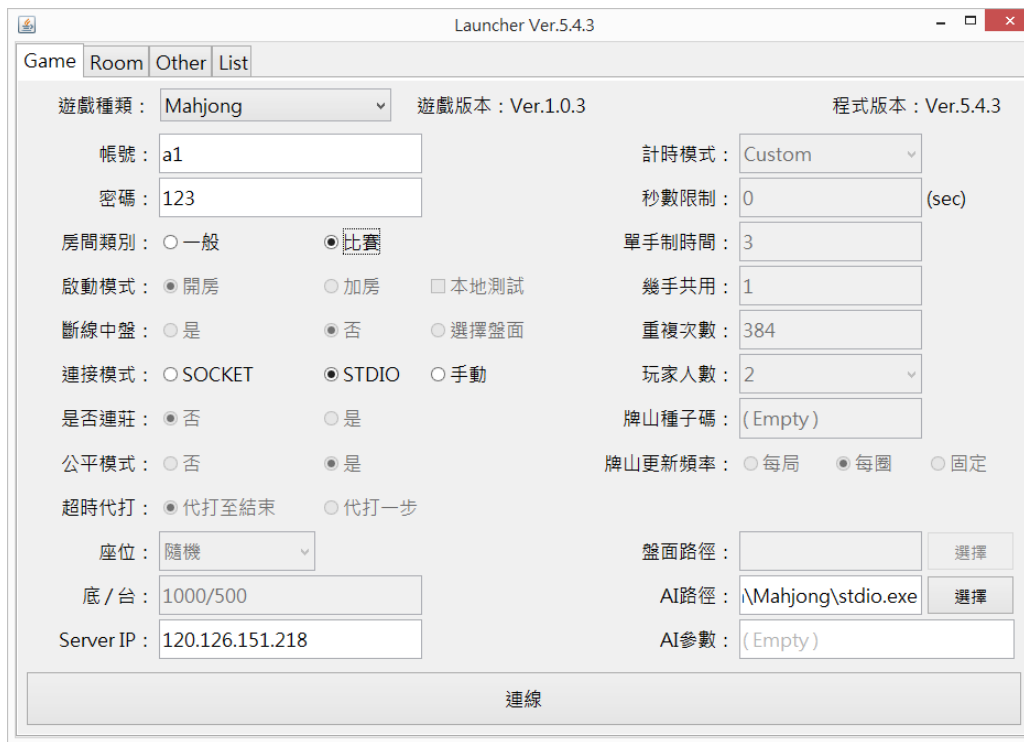 Launcher Ver.5.4.3
Game Room Other List
遊戲種類： Mahjong 遊戲版本：Ver.1.0.3 程式版本：Ver.5.4.3
帳號： a1 計時模式： Custom
密碼： 123 秒數限制： 0 (sec)
房間類別： 一般 比賽 單手制時間： 3
啟動模式： 開房 加房 本地測試 幾手共用： 1
斷線中盤： 是 否 選擇盤面 重複次數： 384
連接模式： SOCKET STDIO 手動 玩家人數： 2
是否連莊： 否 是 牌山種子碼： (Empty)
公平模式： 否 是 牌山更新頻率： 每局 每圈 固定
超時代打： 代打至結束 代打一步
座位： 隨機 盤面路徑： 選擇
底/台： 1000/500 AI路徑： \Mahjong\stdio.exe 選擇
Server IP： 120.126.151.218 AI參數： (Empty)
連線